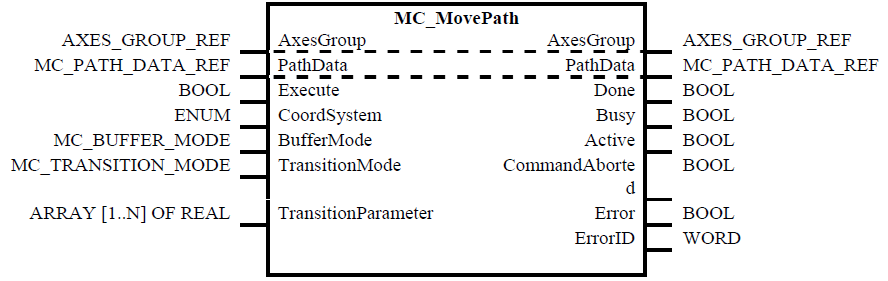 MC_MovePath
AXES_GROUP_REF AxesGroup AxesGroup AXES_GROUP_REF
MC_PATH_DATA_REF PathData PathData MC_PATH_DATA_REF
BOOL Execute Done BOOL
ENUM CoordSystem Busy BOOL
MC_BUFFER_MODE BufferMode Active BOOL
MC_TRANSITION_MODE TransitionMode CommandAborte BOOL
d
ARRAY [1..N] OF REAL TransitionParameter Error BOOL
ErrorID WORD